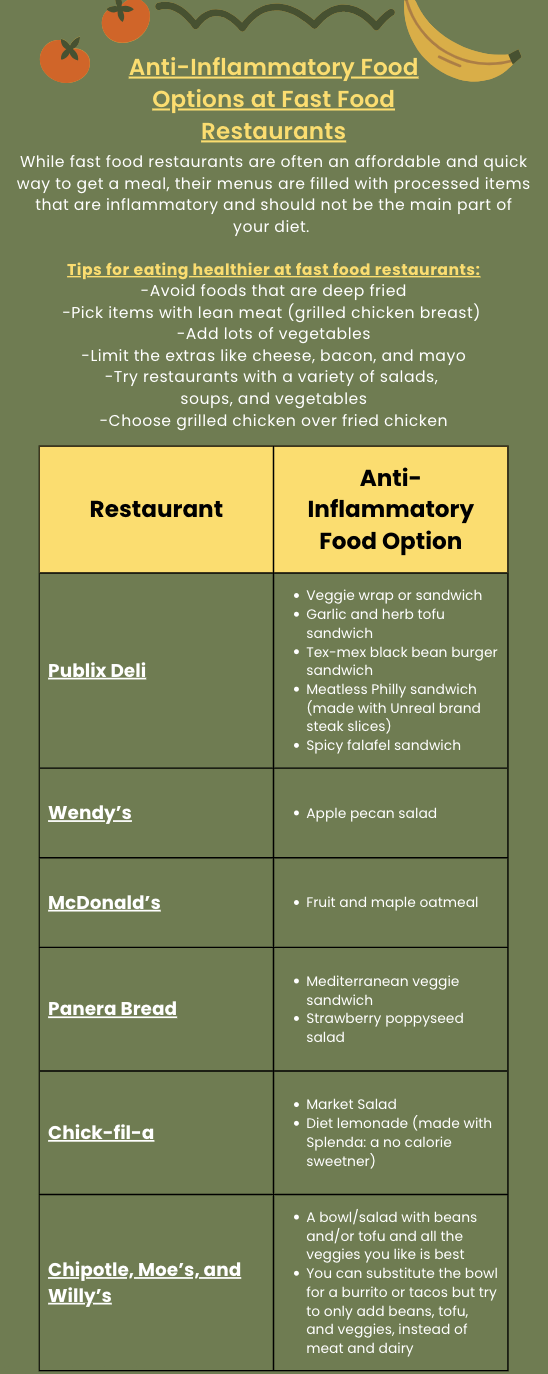 Anti-Inflammatory Food
Options at Fast Food
Restaurants
While fast food restaurants are often an affordable and quick
way to get a meal, their menus are filled with processed items
that are inflammatory and should not be the main part of
your diet.
Tips for eating healthier at fast food restaurants:
-Avoid foods that are deep fried
-Pick items with lean meat (grilled chicken breast)
-Add lots of vegetables
-Limit the extras like cheese, bacon, and mayo
-Try restaurants with a variety of salads,
soups, and vegetables
-Choose grilled chicken over fried chicken
Restaurant
Anti-
Inflammatory
Food Option
Publix Deli
• Veggie wrap or sandwich
• Garlic and herb tofu
sandwich
• Tex-mex black bean burger
sandwich
• Meatless Philly sandwich
(made with Unreal brand
steak slices)
• Spicy falafel sandwich
Wendy's
• Apple pecan salad
McDonald's
• Fruit and maple oatmeal
Panera Bread
• Mediterranean veggie
sandwich
• Strawberry poppyseed
salad
Chick-fil-a
• Market Salad
• Diet lemonade (made with
Splenda: a no calorie
sweetner)
Chipotle, Moe's, and
Willy's
• A bowl/salad with beans
and/or tofu and all the
veggies you like is best
• You can substitute the bowl
for a burrito or tacos but try
to only add beans, tofu,
and veggies, instead of
meat and dairy